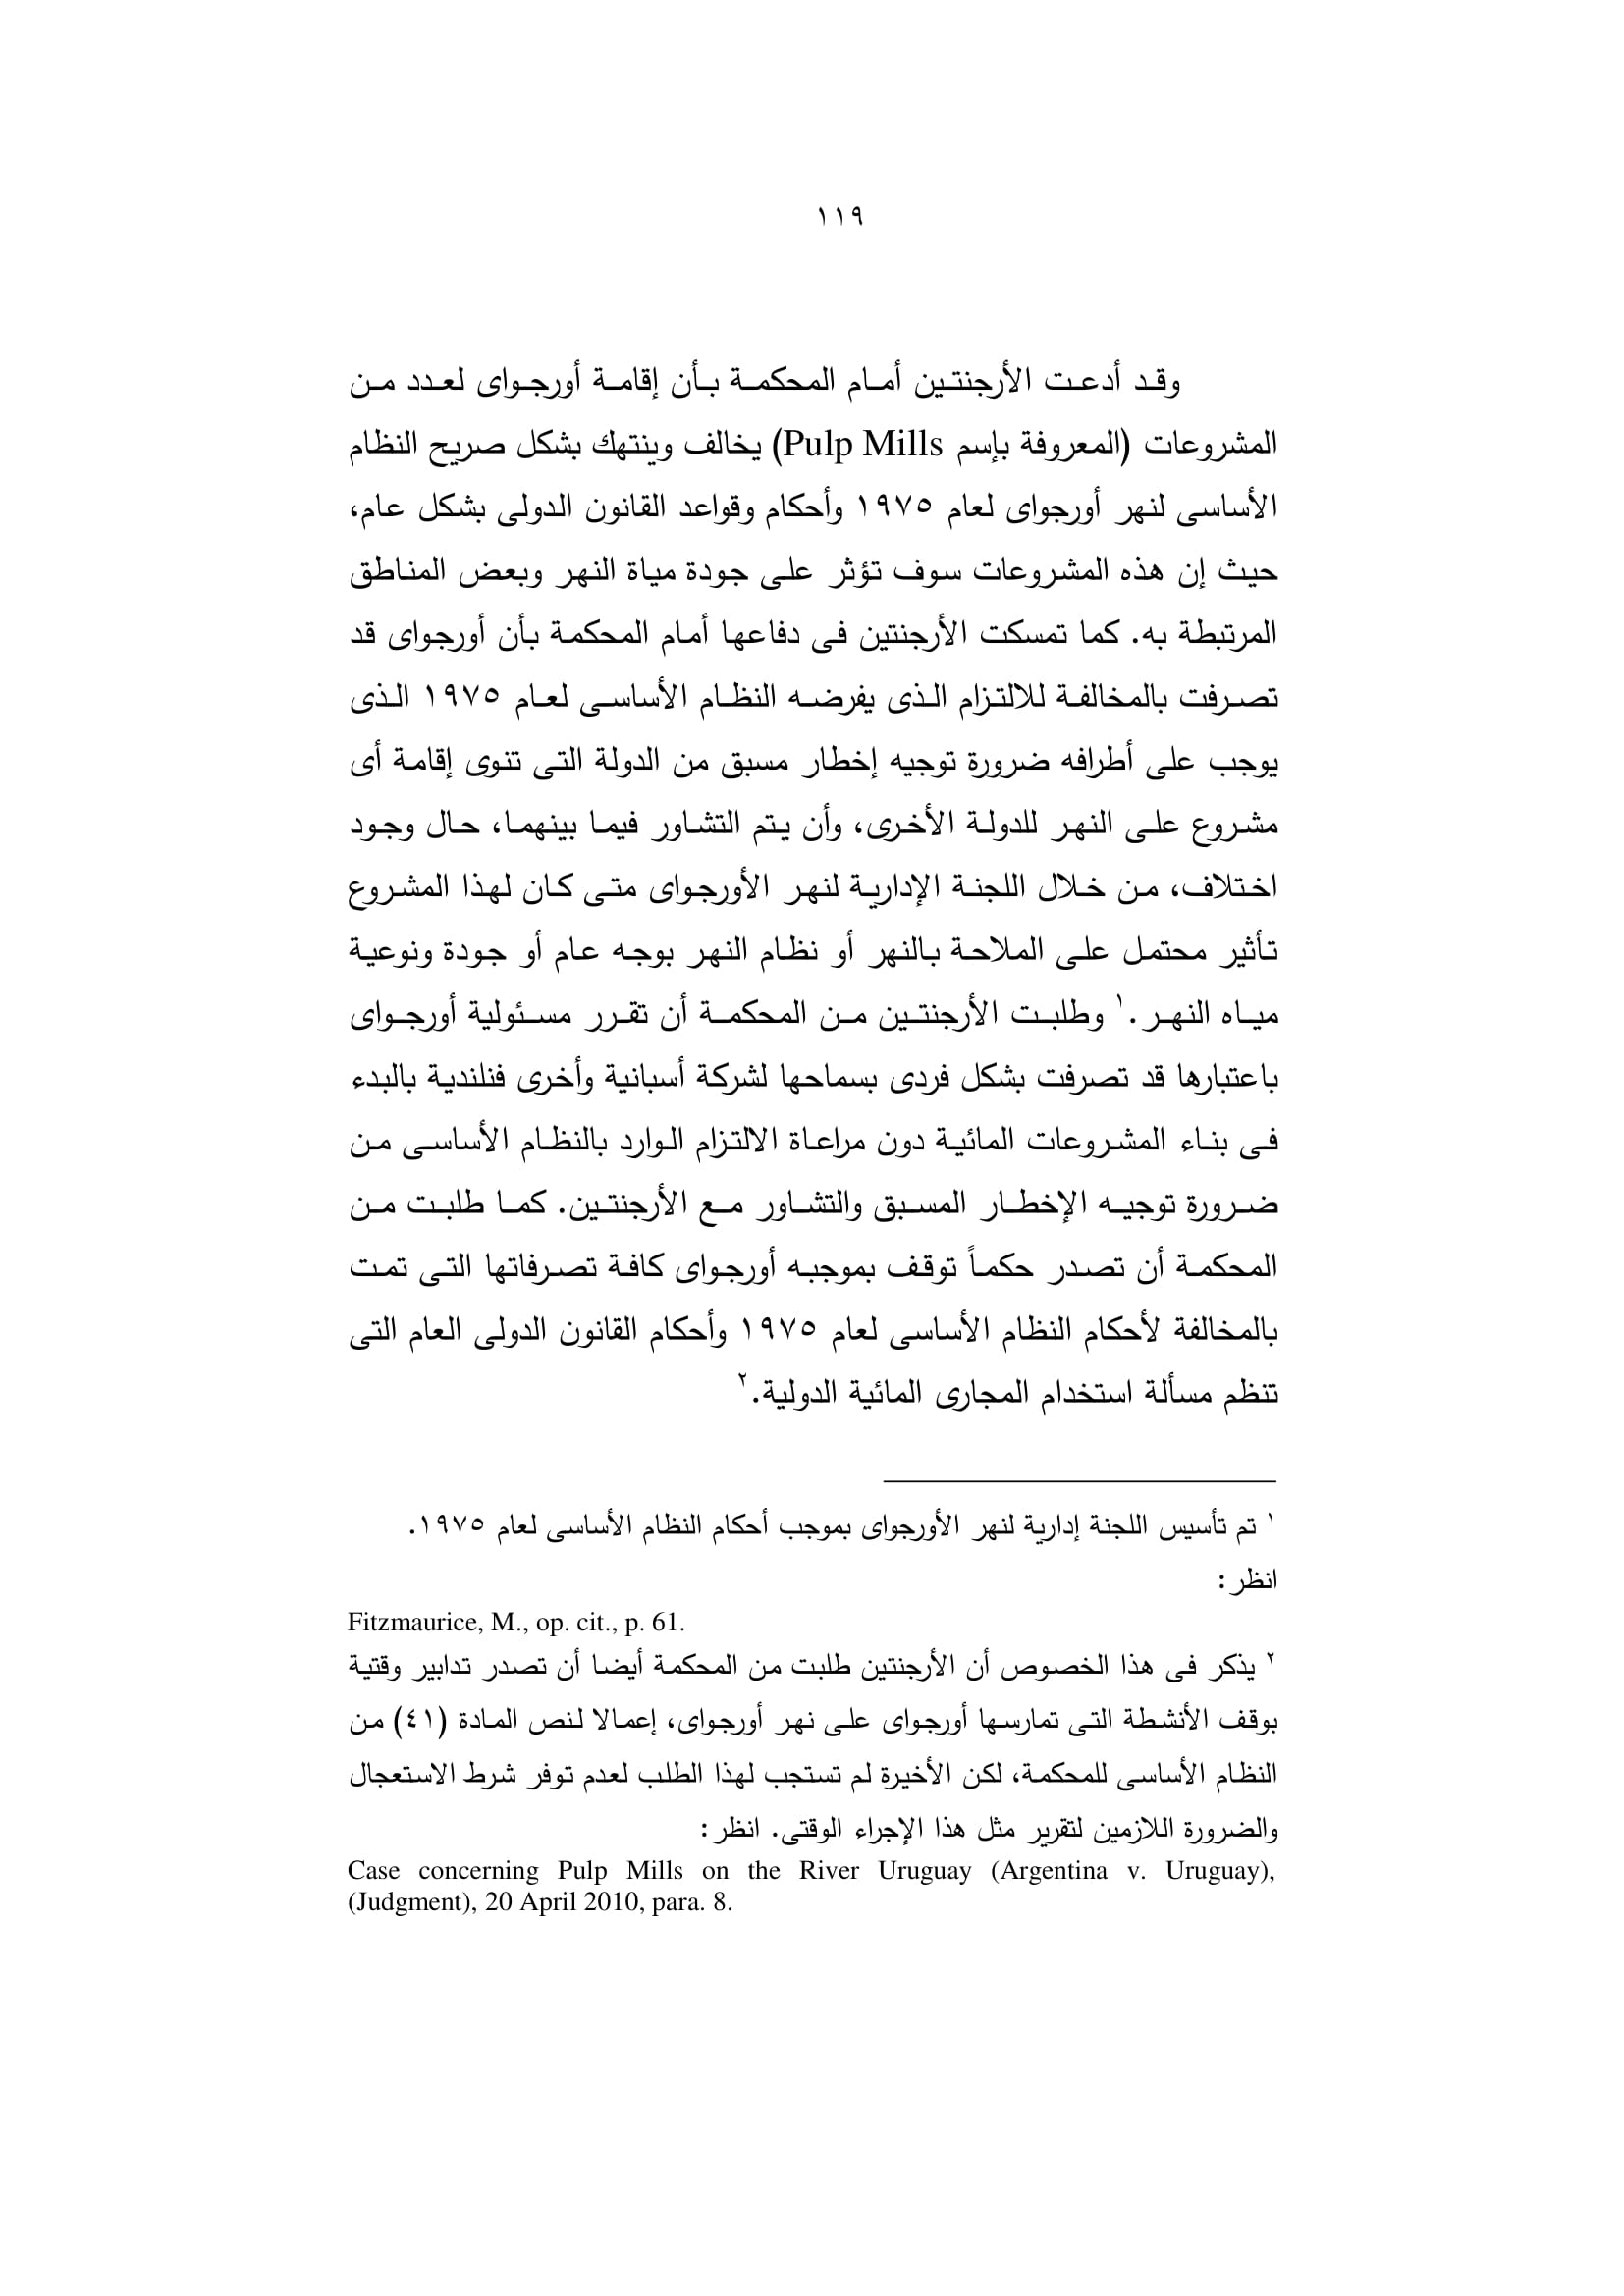 ١١٩
وقد أدعت الأرجنتين أمام المحكمة بأن إقامة أورجواى لعدد من
المشروعات (المعروفة بإسم Pulp Mills) يخالف وينتهك بشكل صريح النظام
الأساسى لنهر أورجواى لعام ١٩٧٥ وأحكام وقواعد القانون الدولى بشكل عام،
حيث إن هذه المشروعات سوف تؤثر على جودة مياة النهر وبعض المناطق
المرتبطة به. كما تمسكت الأرجنتين فى دفاعها أمام المحكمة بأن أورجواى قد
تصرفت بالمخالفة للالتزام الذى يفرضه النظام الأساسى لعام ١٩٧٥ الذى
يوجب على أطرافه ضرورة توجيه إخطار مسبق من الدولة التى تنوى إقامة أى
مشروع على النهر للدولة الأخرى، وأن يتم التشاور فيما بينهما، حال وجود
اختلاف، من خلال اللجنة الإدارية لنهر الأورجواى متى كان لهذا المشروع
تأثير محتمل على الملاحة بالنهر أو نظام النهر بوجه عام أو جودة ونوعية
مياه النهر.١ وطلبت الأرجنتين من المحكمة أن تقرر مسئولية أورجواى
باعتبارها قد تصرفت بشكل فردى بسماحها لشركة أسبانية وأخرى فنلندية بالبدء
فى بناء المشروعات المائية دون مراعاة الالتزام الوارد بالنظام الأساسى من
ضرورة توجيه الإخطار المسبق والتشاور مع الأرجنتين. كما طلبت من
المحكمة أن تصدر حكماً توقف بموجبه أورجواى كافة تصرفاتها التى تمت
بالمخالفة لأحكام النظام الأساسى لعام ١٩٧٥ وأحكام القانون الدولى العام التى
تنظم مسألة استخدام المجارى المائية الدولية.٢
١ تم تأسيس اللجنة إدارية لنهر الأورجواى بموجب أحكام النظام الأساسى لعام ١٩٧٥.
انظر:
Fitzmaurice, M., op. cit., p. 61.
٢ يذكر فى هذا الخصوص أن الأرجنتين طلبت من المحكمة أيضا أن تصدر تدابير وقتية
بوقف الأنشطة التى تمارسها أورجواى على نهر أورجواى، إعمالا لنص المادة (٤١) من
النظام الأساسى للمحكمة، لكن الأخيرة لم تستجب لهذا الطلب لعدم توفر شرط الاستعجال
والضرورة اللازمين لتقرير مثل هذا الإجراء الوقتى. انظر:
Case concerning Pulp Mills on the River Uruguay (Argentina v. Uruguay),
(Judgment), 20 April 2010, para. 8.